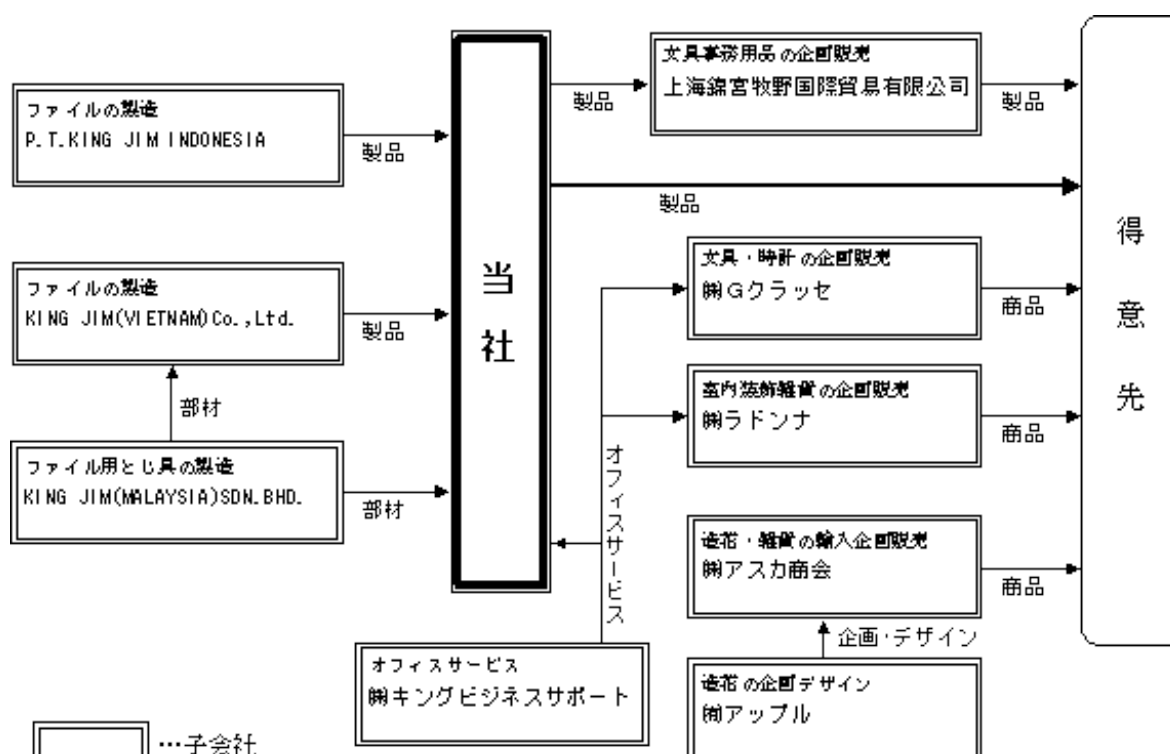 ファイルの製造
P.T.KING JIM INDONESIA
製品
ファイルの製造
KING JIM(VIETNAM)Co.,Ltd.
製品
部材
ファイル用とじ具の製造
KING JIM(MALAYSIA)SDN.BHD.
部材
当社
文具事務用品の企画販売
上海錦宮牧野国際貿易有限公司
製品
製品
製品
文具・時計の企画販売
㈱Gクラッセ
商品
室内装飾雑貨の企画販売
㈱ラドンナ
商品
オフィスサービス
造花・雑貨の輸入企画販売
㈱アスカ商会
商品
企画・デザイン
オフィスサービス
㈱キングビジネスサポート
造花の企画デザイン
㈲アップル
得意先
…子会社